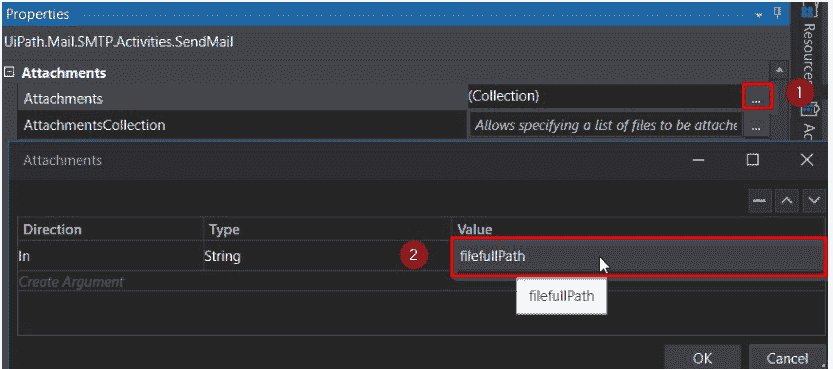 Properties
UiPath.Mail.SMTP.Activities.SendMail
Attachments
Attachments (Collection) ... 1
AttachmentsCollection Allows specifying a list of files to be attache ...
Resources
Ac
Attachments
Direction Type Value
In String 2 filefullPath
Create Argument
filefullPath
OK Cancel